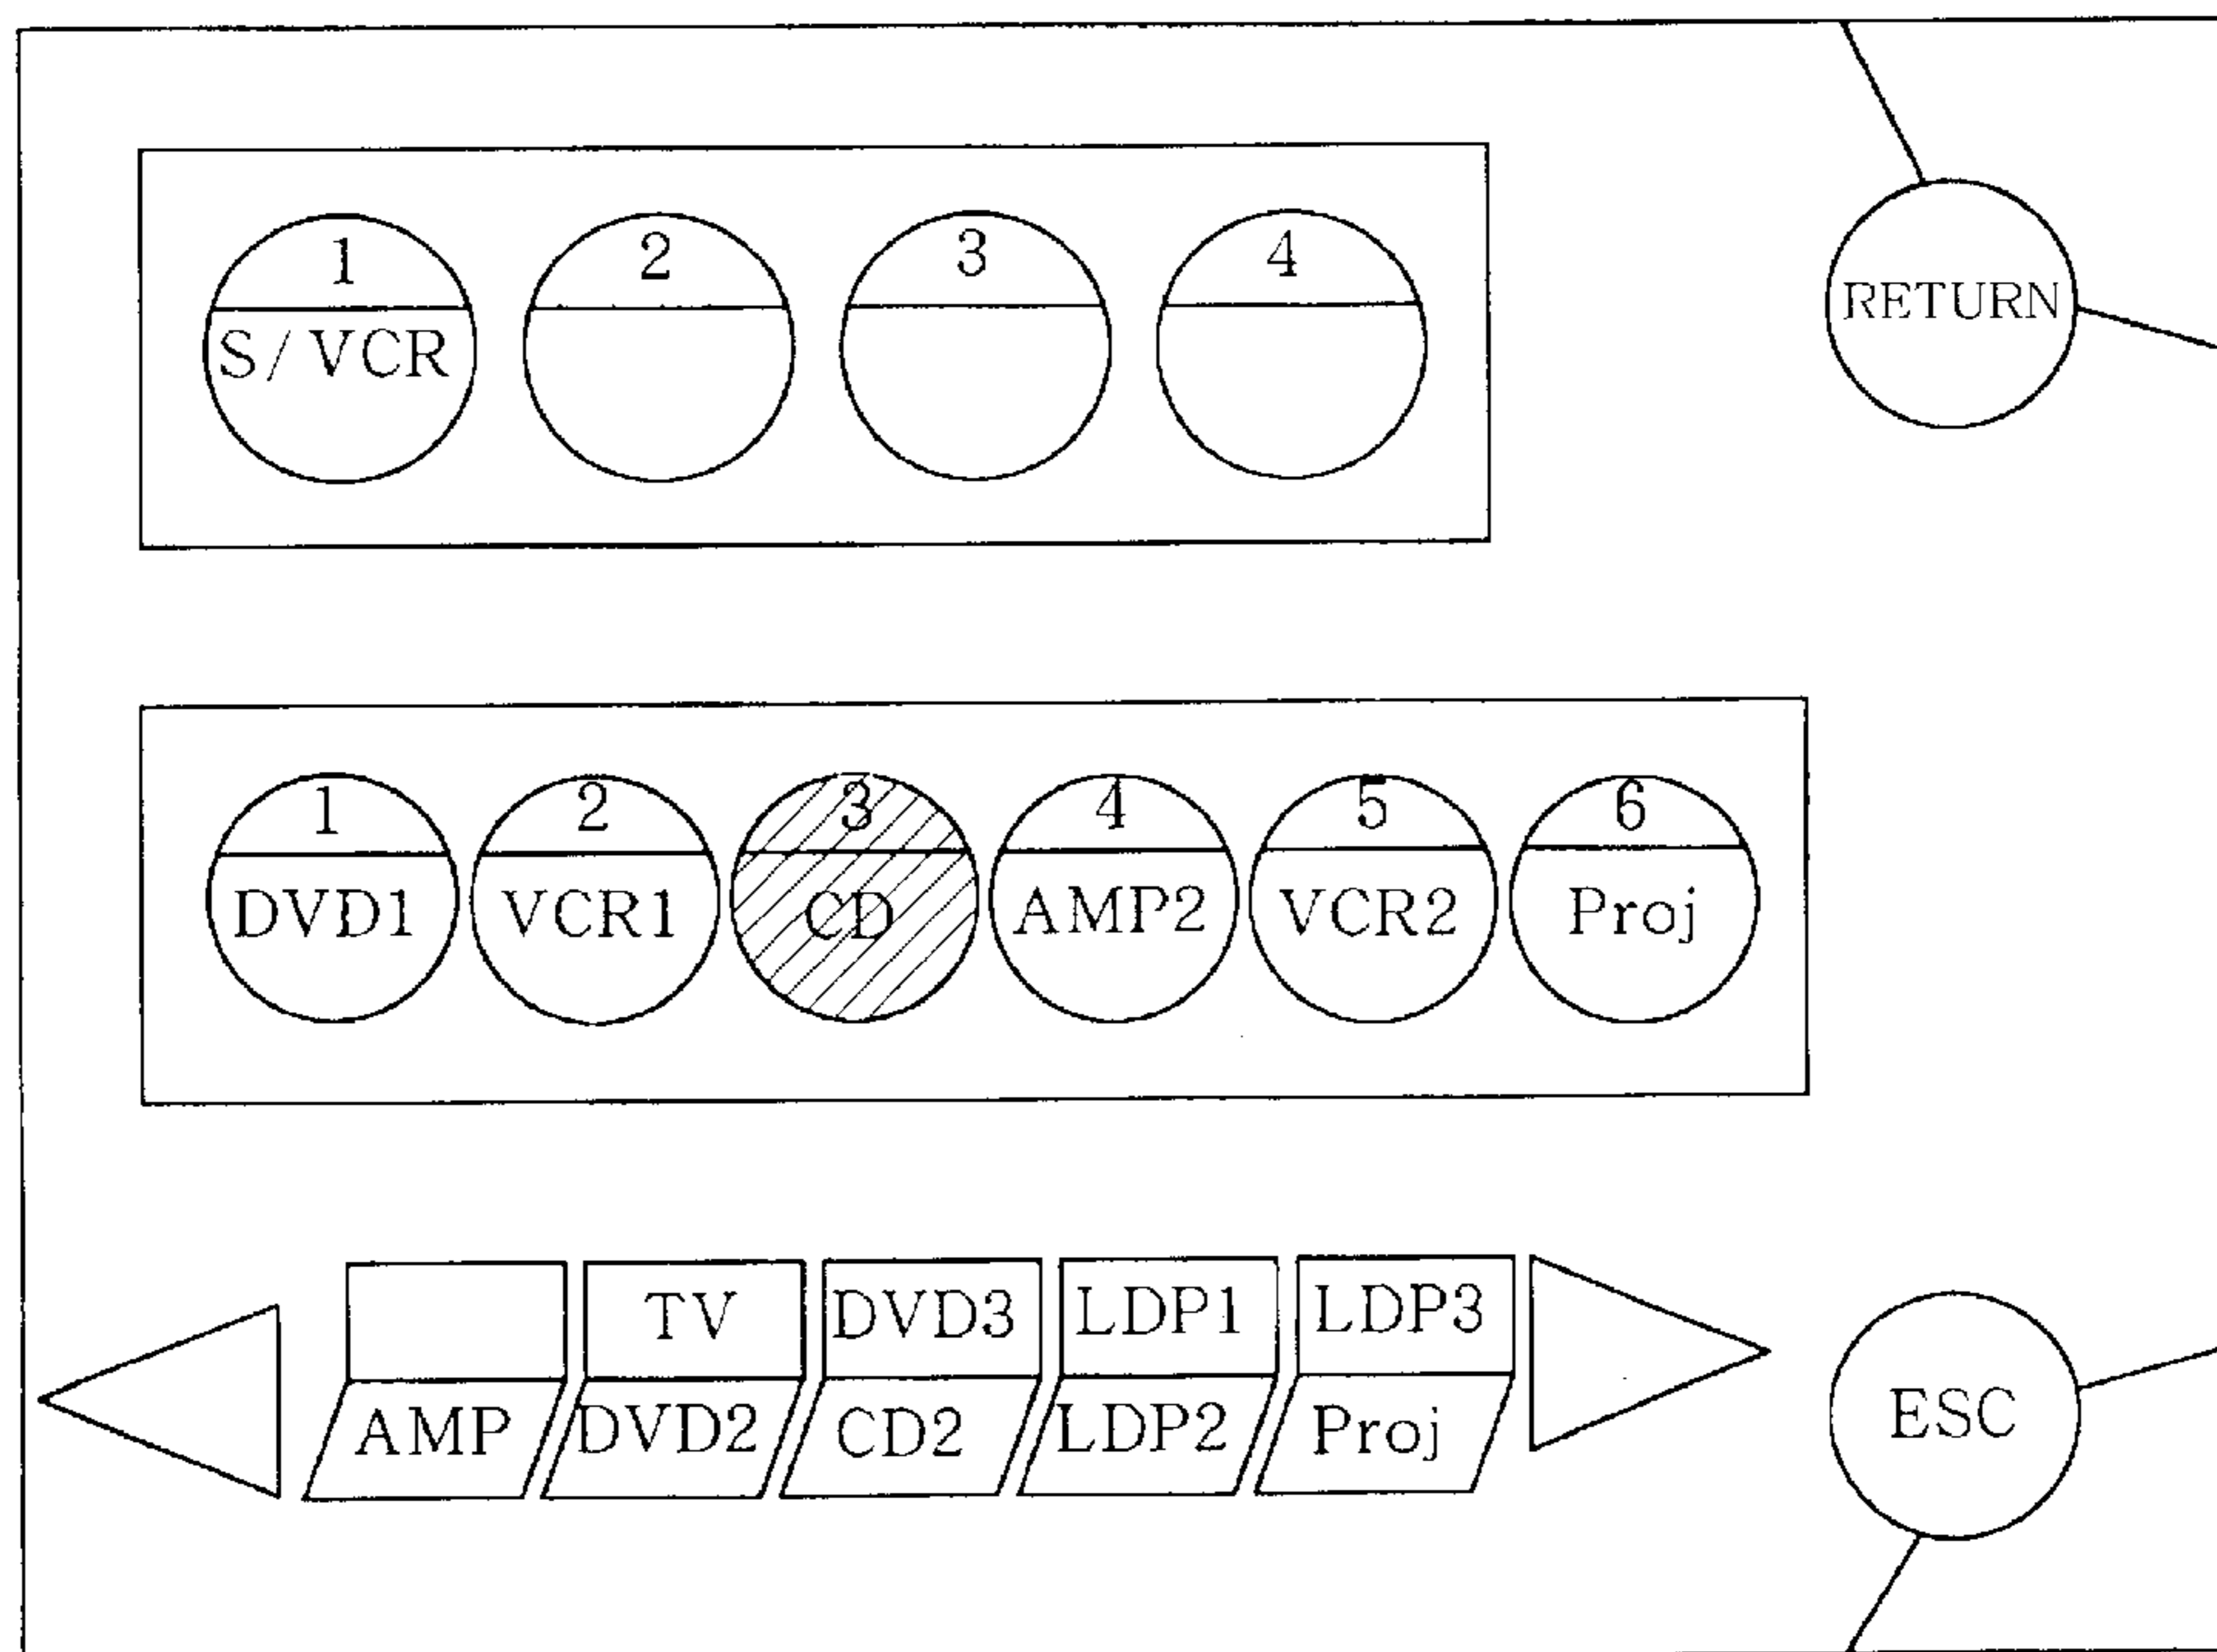 1 2 3 4
S/VCR
RETURN
1 2 3 4 5 6
DVD1 VCR1 CD AMP2 VCR2 Proj
TV DVD3 LDP1 LDP3
AMP DVD2 CD2 LDP2 Proj
ESC